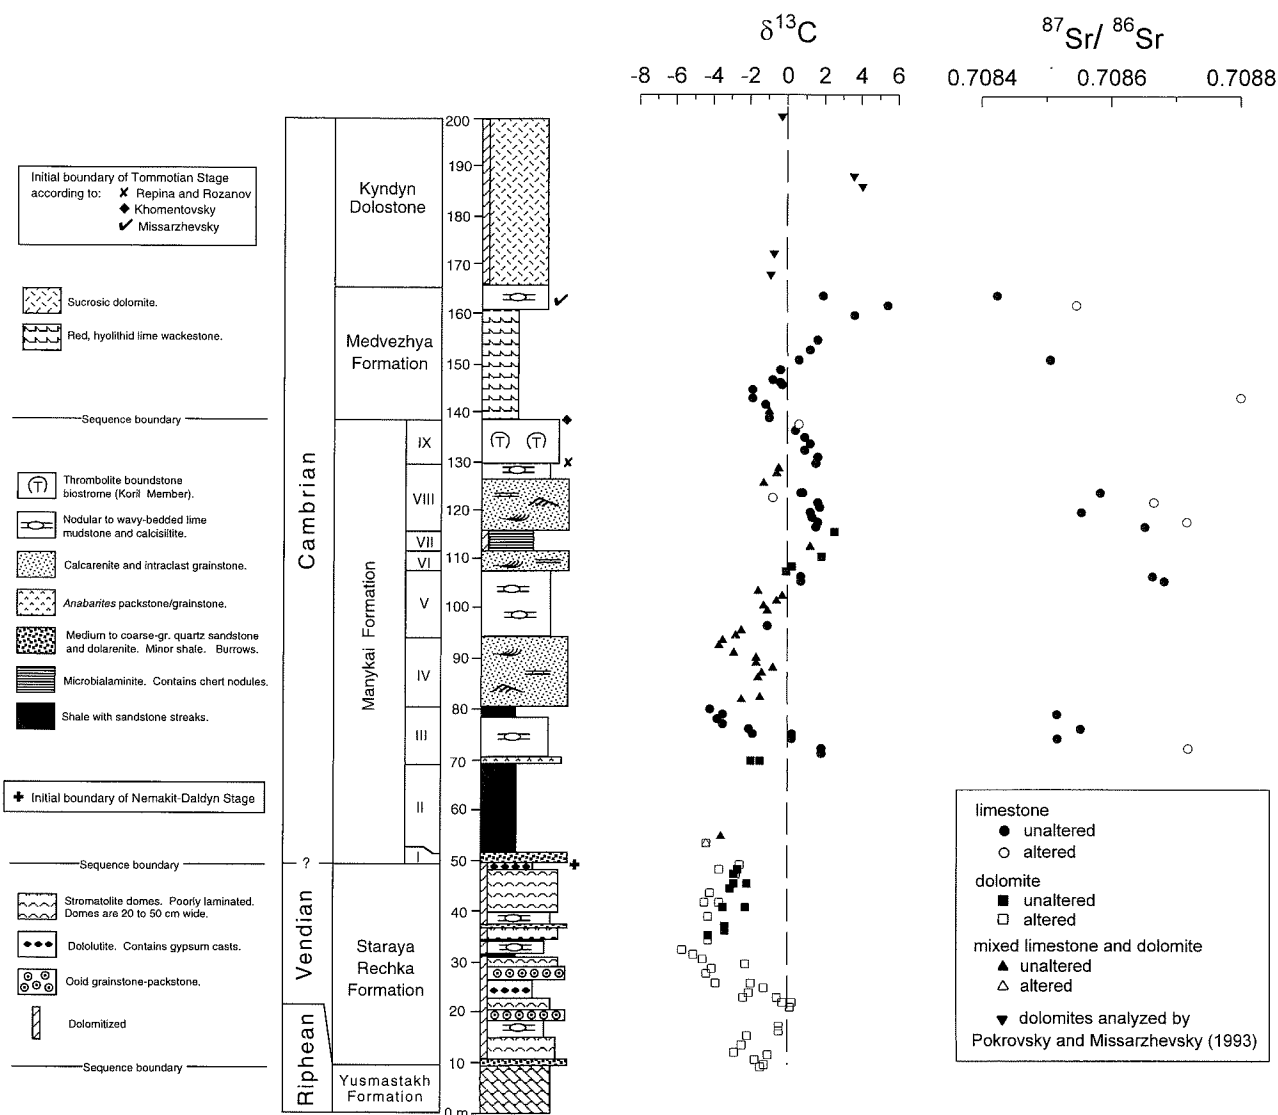 δ13C
87Sr/ 86Sr
-8 -6 -4 -2 0 2 4 6
0.7084 0.7086 0.7088
Initial boundary of Tommotian Stage
according to: ✗ Repina and Rozanov
◆ Khomentovsky
✓ Missarzhevsky
Sucrosic dolomite.
Red, hyolithid lime wackestone.
Sequence boundary
Thrombolite boundstone
biostrome (Koril Member).
Nodular to wavy-bedded lime
mudstone and calcisiltite.
Calcarenite and intraclast grainstone.
Anabarites packstone/grainstone.
Medium to coarse-gr. quartz sandstone
and dolarenite. Minor shale. Burrows.
Microbialaminite. Contains chert nodules.
Shale with sandstone streaks.
✚ Initial boundary of Nemakit-Daldyn Stage
Sequence boundary
Stromatolite domes. Poorly laminated.
Domes are 20 to 50 cm wide.
Dololutite. Contains gypsum casts.
Ooid grainstone-packstone.
Dolomitized
Sequence boundary
Cambrian
?
Vendian
Riphean
Kyndyn
Dolostone
Medvezhya
Formation
Manykai Formation
Staraya
Rechka
Formation
Yusmastakh
Formation
IX
VIII
VII
VI
V
IV
III
II
I
200
190
180
170
160
150
140
130
120
110
100
90
80
70
60
50
40
30
20
10
0 m
T T
limestone
● unaltered
○ altered
dolomite
■ unaltered
□ altered
mixed limestone and dolomite
▲ unaltered
△ altered
▼ dolomites analyzed by
Pokrovsky and Missarzhevsky (1993)